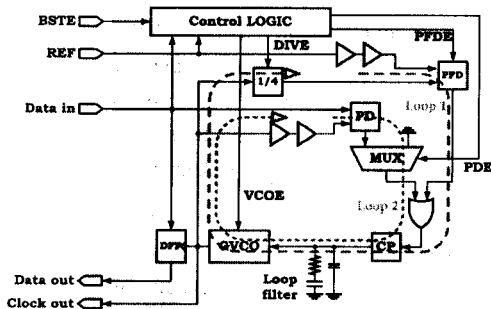 BSTE
Control LOGIC
PFDE
REF
DIVE
1/4
PFD
Data in
Loop 1
PD
MUX
PDE
VCOE
Loop 2
DFF
GVCO
CP
Data out
Loop
filter
Clock out